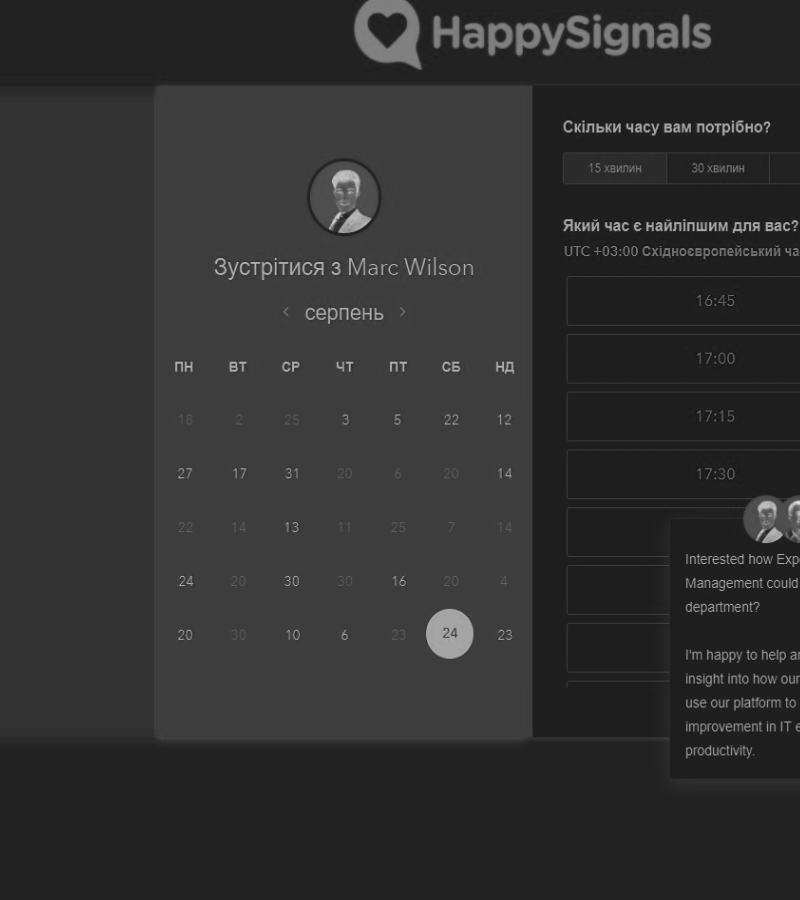 HappySignals
Зустрітися з Marc Wilson
серпень
ПН ВТ СР ЧТ ПТ СБ НД
18 2 25 3 5 22 12
27 17 31 20 6 20 14
22 14 13 11 25 7 14
24 20 30 30 16 20 4
20 30 10 6 23 24 23
Скільки часу вам потрібно?
15 хвилин 30 хвилин
Який час є найліпшим для вас?
UTC +03:00 Східноєвропейський ча
16:45
17:00
17:15
17:30
Interested how Expe
Management could
department?
I'm happy to help an
insight into how our
use our platform to
improvement in IT e
productivity.